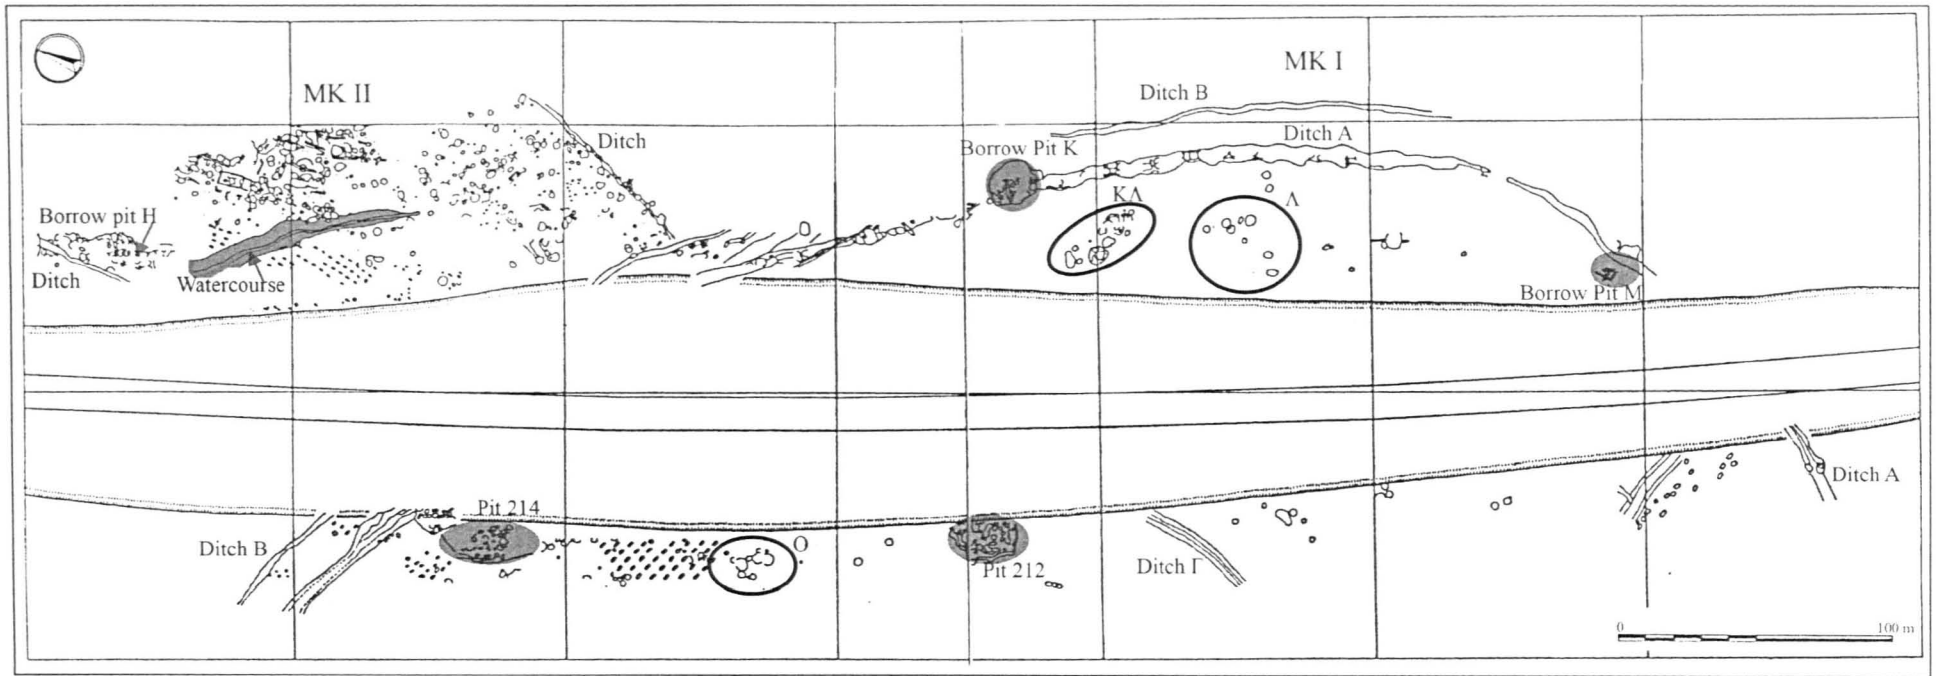 MK I
MK II
Ditch B
Ditch
Ditch A
Borrow Pit K
ΚΛ
Λ
Borrow pit H
Ditch
Watercourse
Borrow Pit M
Pit 214
Ditch A
Ditch B
O
Pit 212
Ditch Γ
0
100 m